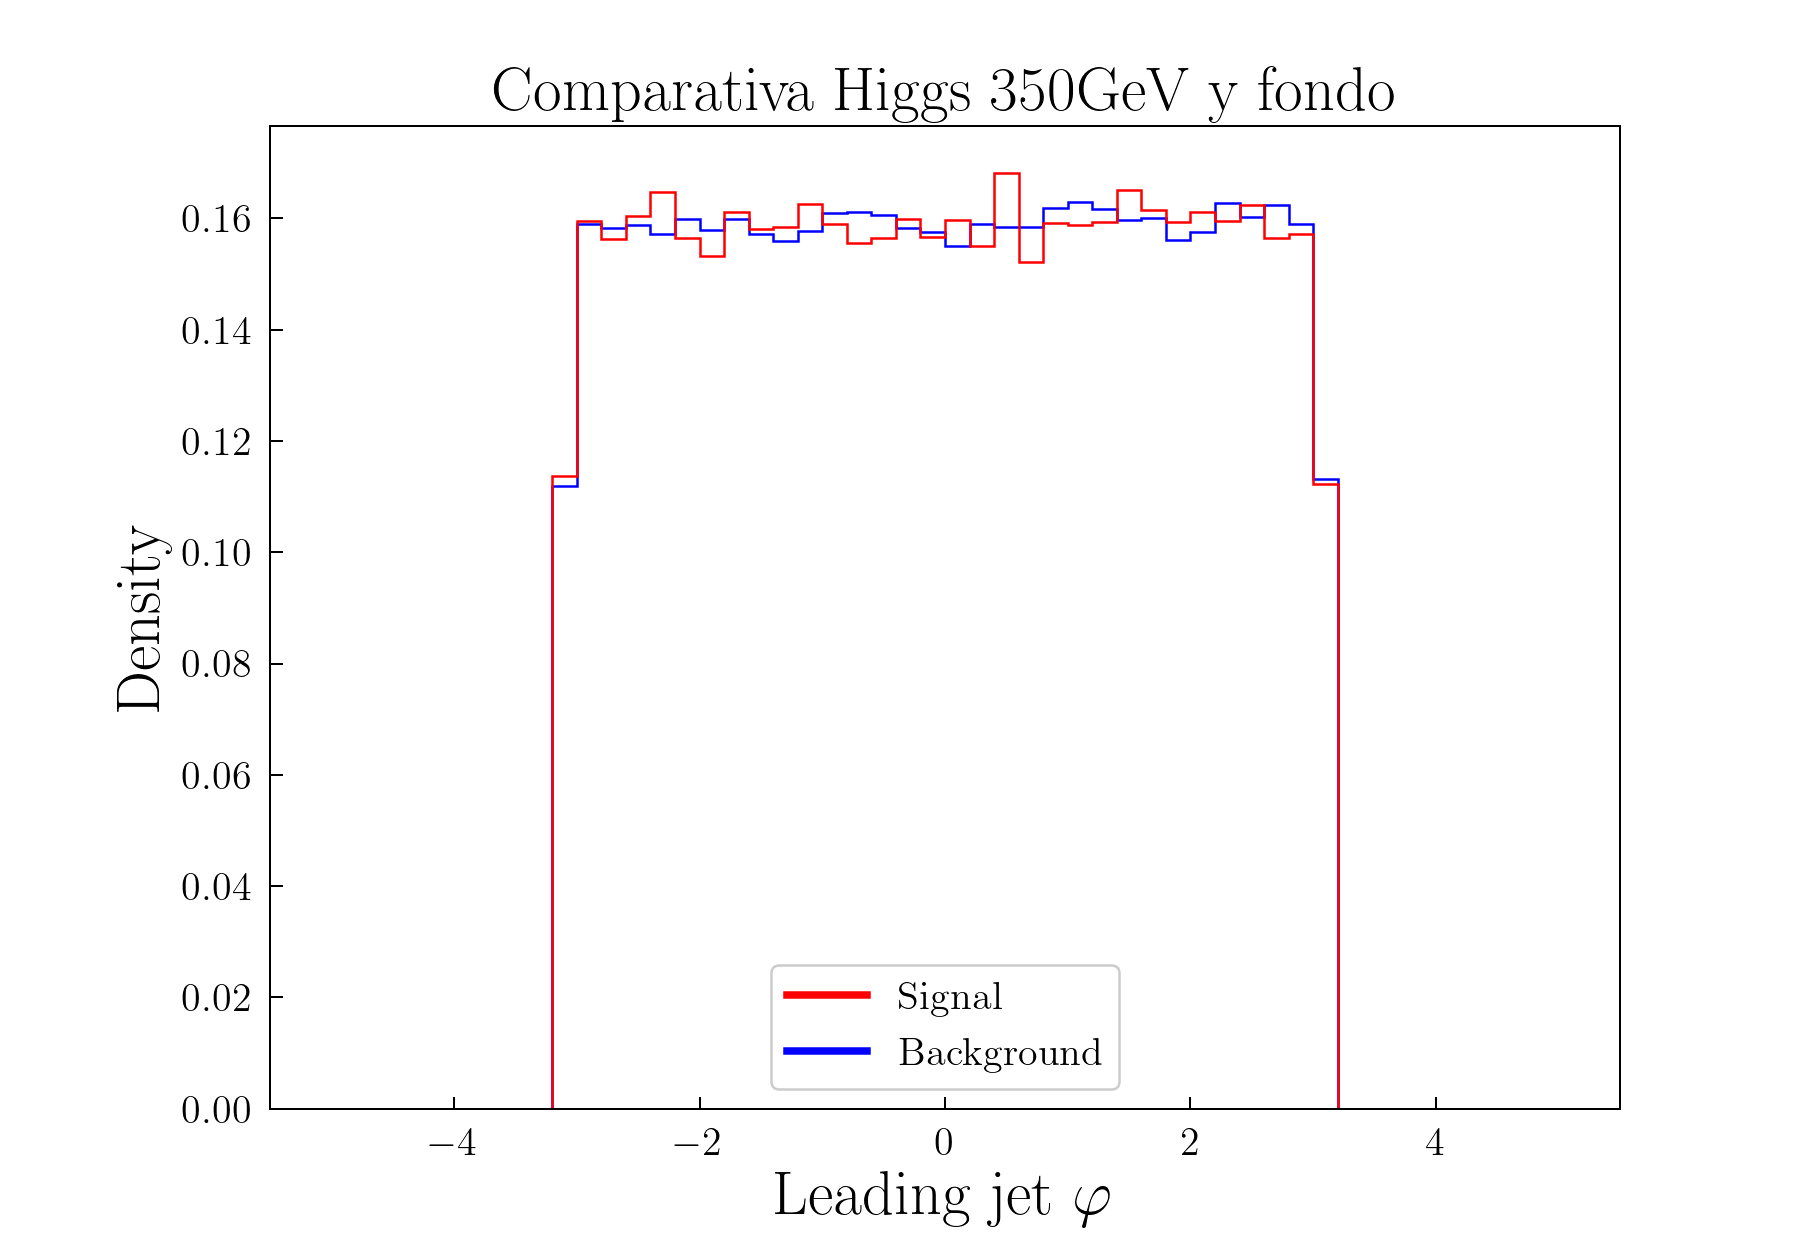 Comparativa Higgs 350GeV y fondo
Density
0.16
0.14
0.12
0.10
0.08
0.06
0.04
0.02
0.00
Signal
Background
−4 −2 0 2 4
Leading jet φ